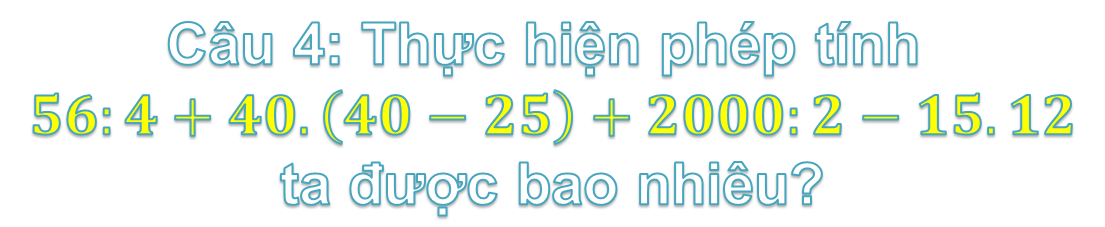 Câu 4: Thực hiện phép tính
56: 4 + 40. (40 − 25) + 2000: 2 − 15. 12
ta được bao nhiêu?